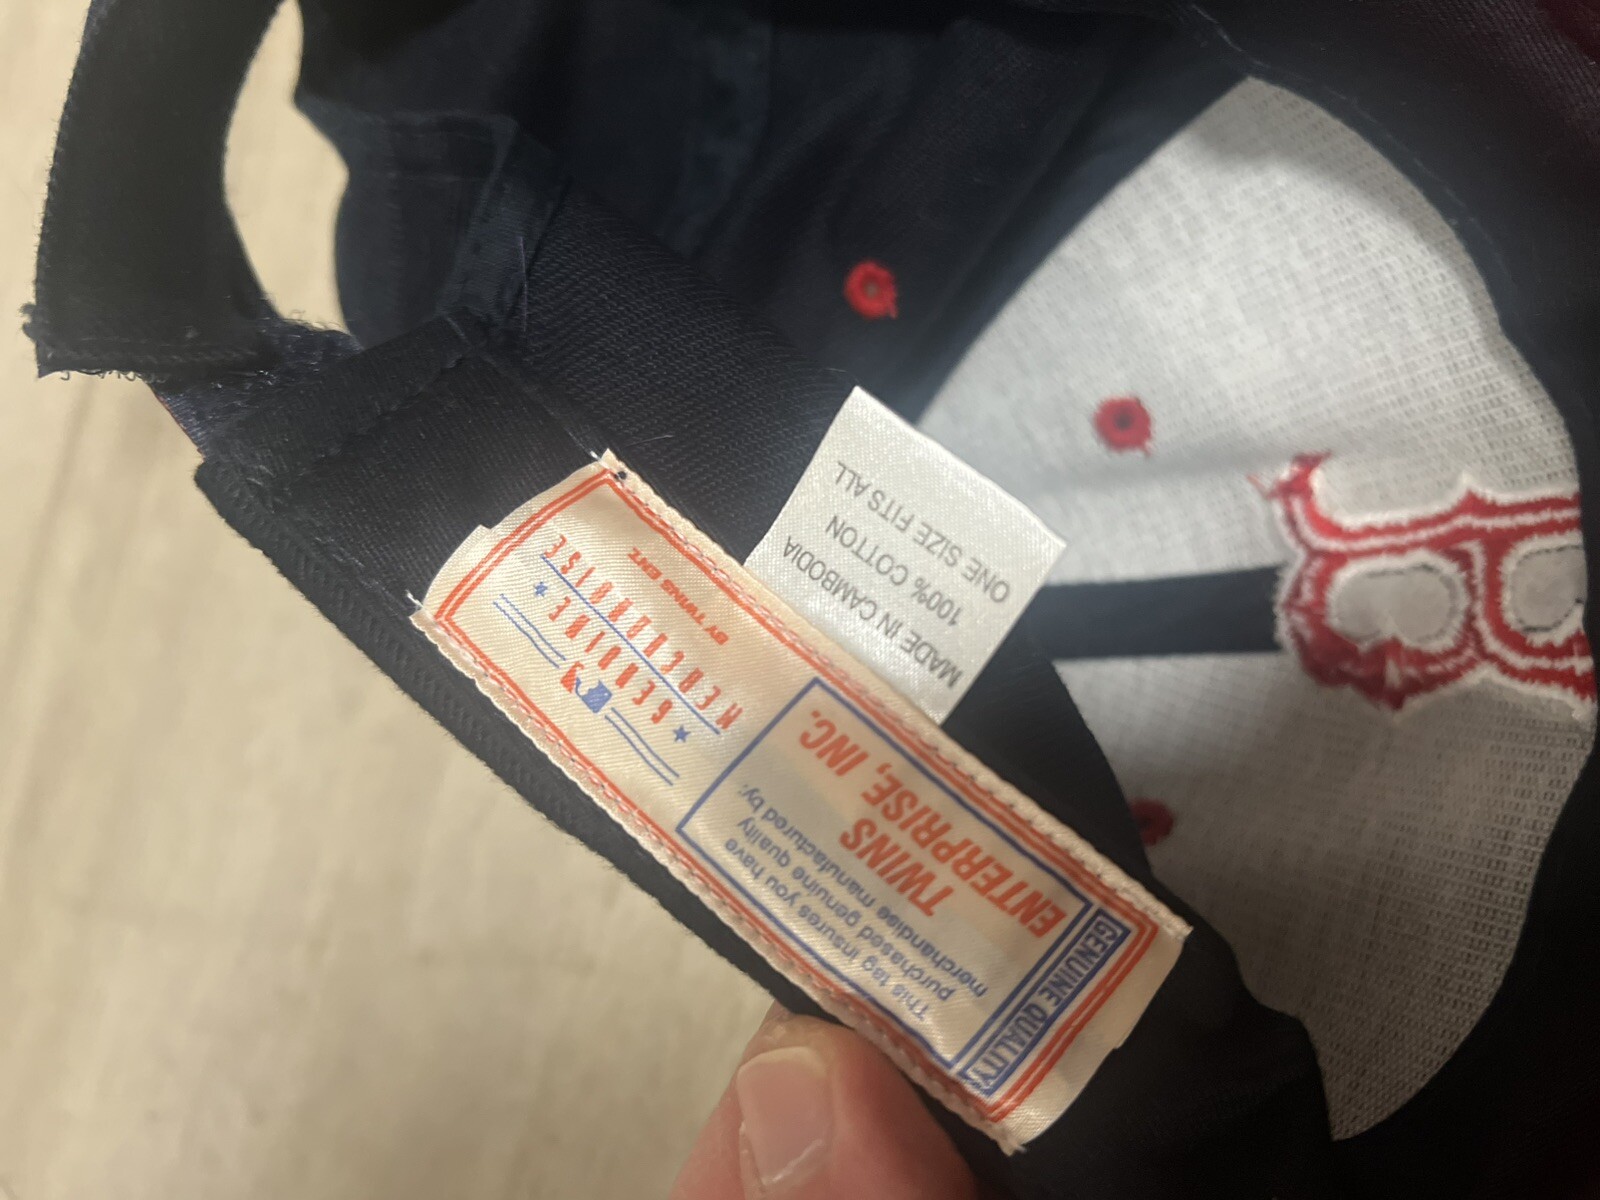 MADE IN CAMBODIA
100% COTTON
ONE SIZE FITS ALL
GENUINE QUALITY
This tag insures you have
purchased genuine quality
merchandise manufactured by:
TWINS
ENTERPRISE, INC.
GENUINE
MERCHANDISE
BY TWINS ENT.